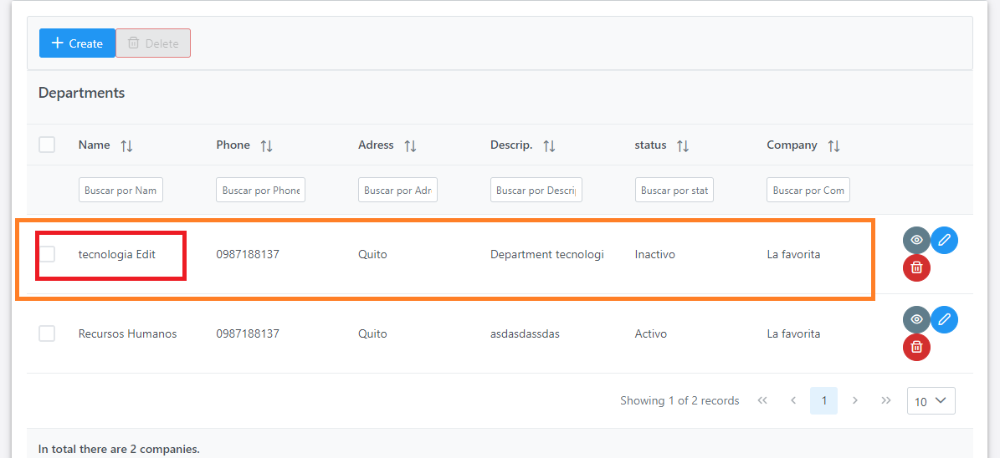 Create Delete
Departments
Name Phone Adress Descrip. status Company
Buscar por Nam Buscar por Phone Buscar por Adr Buscar por Descri Buscar por stat Buscar por Com
tecnologia Edit 0987188137 Quito Department tecnologi Inactivo La favorita
Recursos Humanos 0987188137 Quito asdasdassdas Activo La favorita
Showing 1 of 2 records 1 10
In total there are 2 companies.